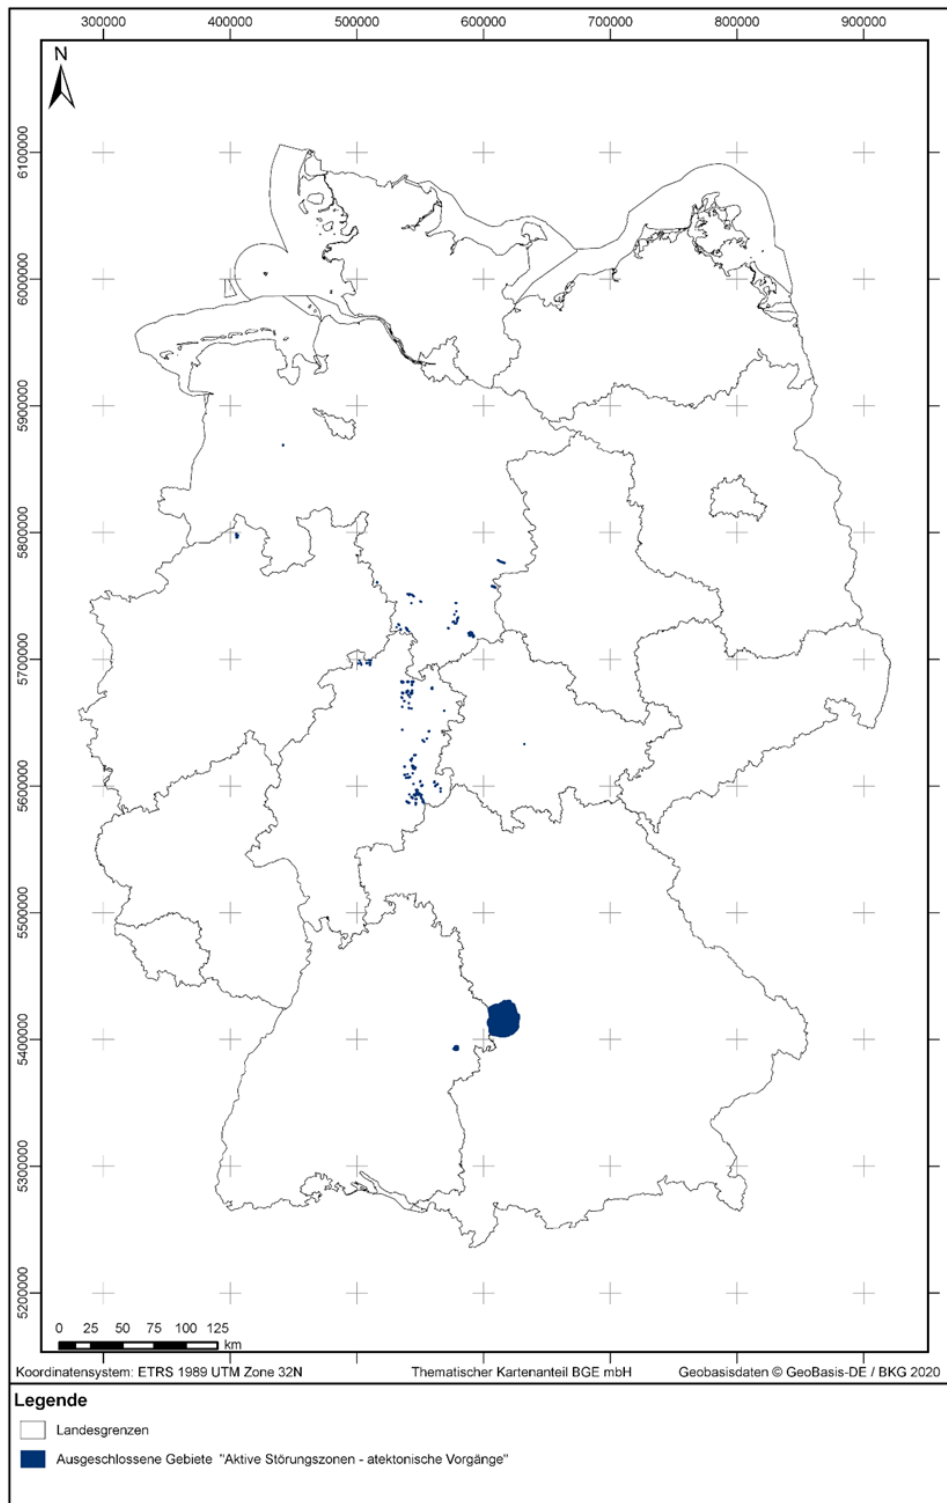 300000 400000 500000 600000 700000 800000 900000
N
6100000
6000000
5900000
5800000
5700000
5600000
5500000
5400000
5300000
5200000
0 25 50 75 100 125
km
Koordinatensystem: ETRS 1989 UTM Zone 32N Thematischer Kartenanteil BGE mbH Geobasisdaten © GeoBasis-DE / BKG 2020
Legende
Landesgrenzen
Ausgeschlossene Gebiete "Aktive Störungszonen - atektonische Vorgänge"